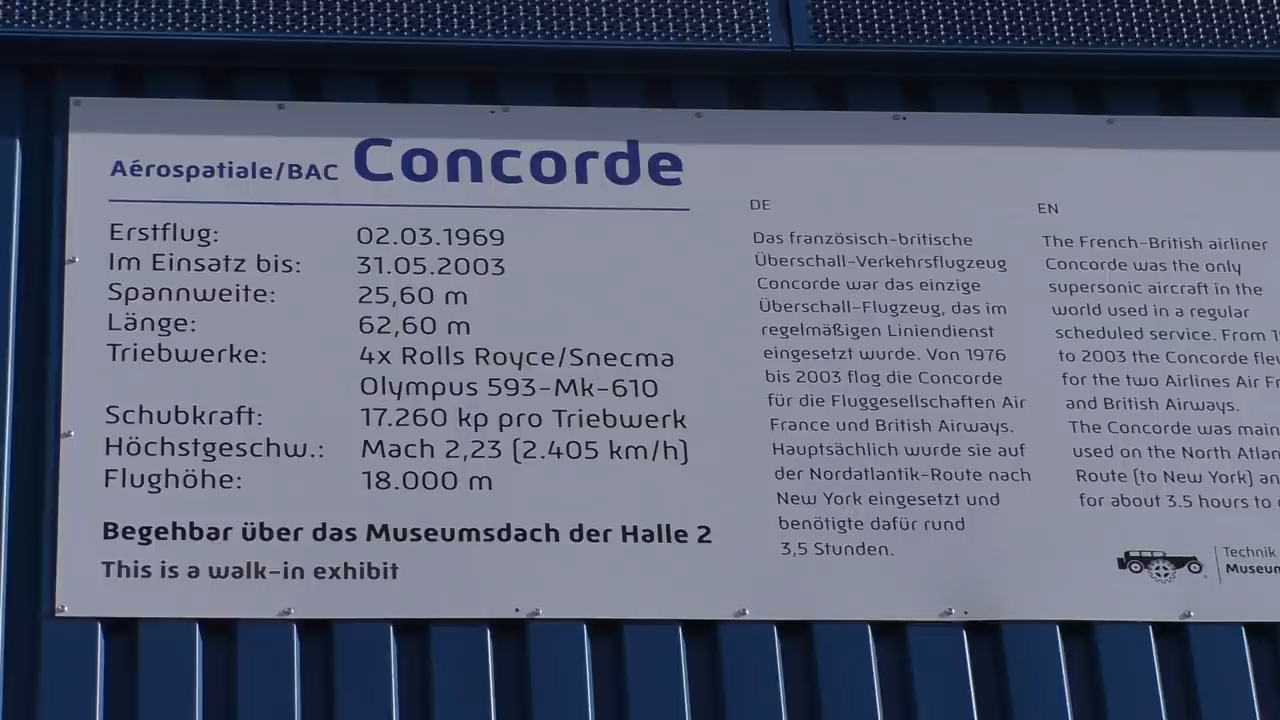 Aérospatiale/BAC Concorde
Erstflug: 02.03.1969
Im Einsatz bis: 31.05.2003
Spannweite: 25,60 m
Länge: 62,60 m
Triebwerke: 4x Rolls Royce/Snecma
Olympus 593-Mk-610
Schubkraft: 17.260 kp pro Triebwerk
Höchstgeschw.: Mach 2,23 (2.405 km/h)
Flughöhe: 18.000 m
Begehbar über das Museumsdach der Halle 2
This is a walk-in exhibit
DE
Das französisch-britische
Überschall-Verkehrsflugzeug
Concorde war das einzige
Überschall-Flugzeug, das im
regelmäßigen Liniendienst
eingesetzt wurde. Von 1976
bis 2003 flog die Concorde
für die Fluggesellschaften Air
France und British Airways.
Hauptsächlich wurde sie auf
der Nordatlantik-Route nach
New York eingesetzt und
benötigte dafür rund
3,5 Stunden.
EN
The French-British airliner
Concorde was the only
supersonic aircraft in the
world used in a regular
scheduled service. From
to 2003 the Concorde
for the two Airlines Air
and British Airways.
The Concorde was
used on the North
Route (to New York)
for about 3.5 hours to
Technik
Museum